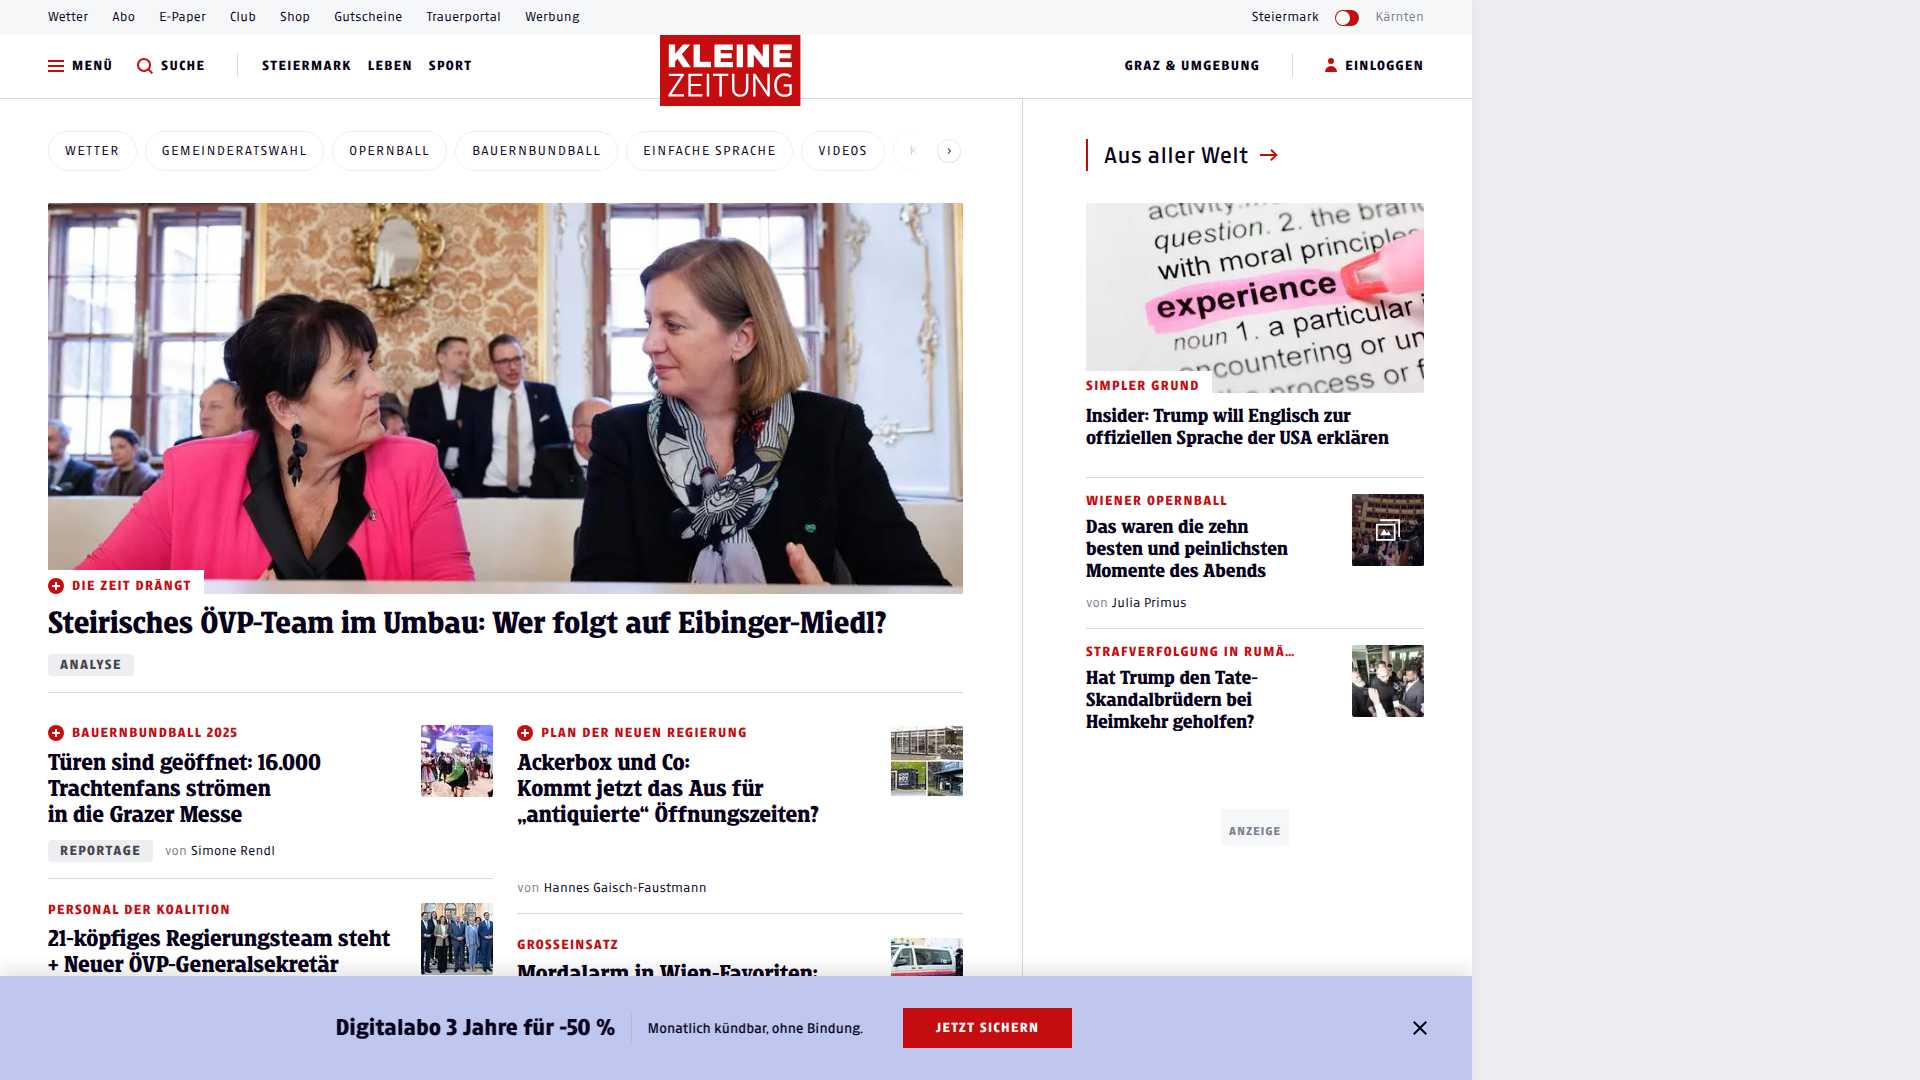 Wetter Abo E-Paper Club Shop Gutscheine Trauerportal Werbung Steiermark Kärnten
MENÜ SUCHE STEIERMARK LEBEN SPORT
KLEINE
ZEITUNG
GRAZ & UMGEBUNG EINLOGGEN
WETTER GEMEINDERATSWAHL OPERNBALL BAUERNBUNDBALL EINFACHE SPRACHE VIDEOS K
DIE ZEIT DRÄNGT
Steirisches ÖVP-Team im Umbau: Wer folgt auf Eibinger-Miedl?
ANALYSE
BAUERNBUNDBALL 2025
Türen sind geöffnet: 16.000
Trachtenfans strömen
in die Grazer Messe
REPORTAGE von Simone Rendl
PERSONAL DER KOALITION
21-köpfiges Regierungsteam steht
+ Neuer ÖVP-Generalsekretär
PLAN DER NEUEN REGIERUNG
Ackerbox und Co:
Kommt jetzt das Aus für
„antiquierte“ Öffnungszeiten?
von Hannes Gaisch-Faustmann
GROSSEINSATZ
Mordalarm in Wien-Favoriten:
Aus aller Welt
question. 2. the brand
with moral principles
experience
noun 1. a particular
encountering or un
process or f
SIMPLER GRUND
Insider: Trump will Englisch zur
offiziellen Sprache der USA erklären
WIENER OPERNBALL
Das waren die zehn
besten und peinlichsten
Momente des Abends
von Julia Primus
STRAFVERFOLGUNG IN RUMÄ...
Hat Trump den Tate-
Skandalbrüdern bei
Heimkehr geholfen?
ANZEIGE
Digitalabo 3 Jahre für -50 % Monatlich kündbar, ohne Bindung. JETZT SICHERN